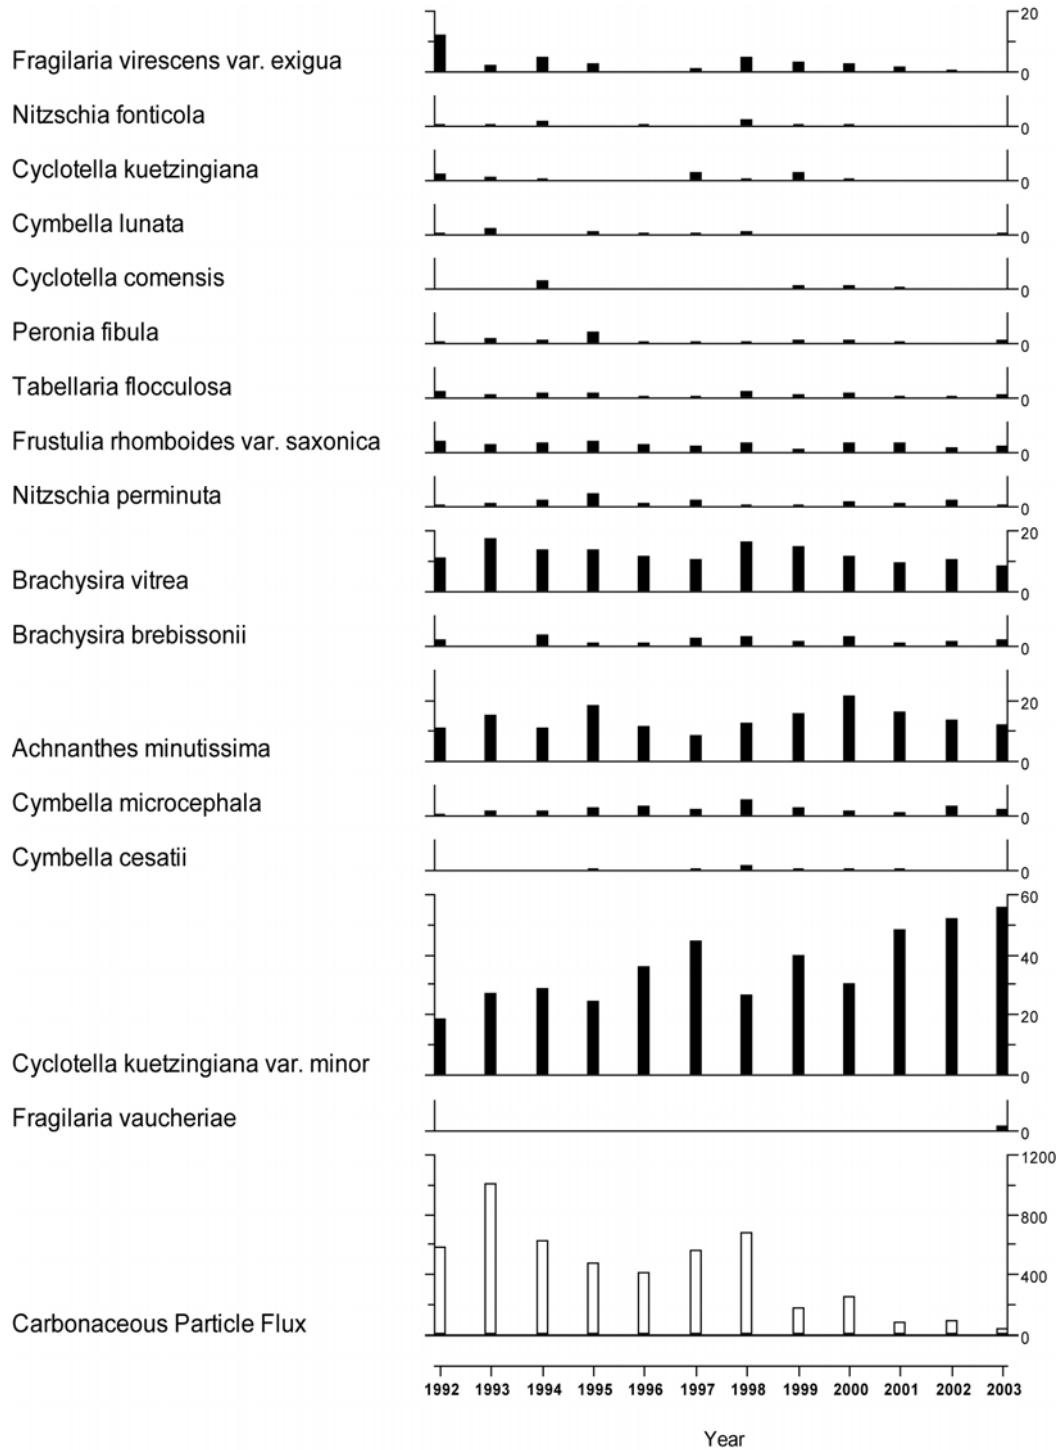 20
Fragilaria virescens var. exigua
0
Nitzschia fonticola
0
Cyclotella kuetzingiana
0
Cymbella lunata
0
Cyclotella comensis
0
Peronia fibula
0
Tabellaria flocculosa
0
Frustulia rhomboides var. saxonica
0
Nitzschia perminuta
0
20
Brachysira vitrea
0
Brachysira brebissonii
0
20
Achnanthes minutissima
0
Cymbella microcephala
0
Cymbella cesatii
0
60
40
20
Cyclotella kuetzingiana var. minor
0
Fragilaria vaucheriae
0
1200
800
400
Carbonaceous Particle Flux
0
1992 1993 1994 1995 1996 1997 1998 1999 2000 2001 2002 2003
Year